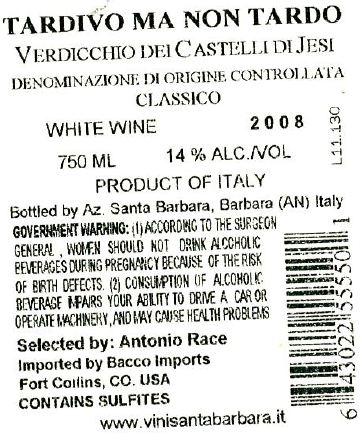 TARDIVO MA NON TARDO
VERDICCHIO DEI CASTELLI DI JESI
DENOMINAZIONE DI ORIGINE CONTROLLATA
CLASSICO
WHITE WINE 2008
750 ML 14 % ALC./VOL
PRODUCT OF ITALY
L11.130
Bottled by Az. Santa Barbara, Barbara (AN) Italy
GOVERNMENT WARNING: (1) ACCORDING TO THE SURGEON
GENERAL , WOMEN SHOULD NOT DRINK ALCOHOLIC
BEVERAGES DURING PREGNANCY BECAUSE OF THE RISK
OF BIRTH DEFECTS. (2) CONSUMPTION OF ALCOHOLIC
BEVERAGE IMPAIRS YOUR ABILITY TO DRIVE A CAR OR
OPERATE MACHINERY, AND MAY CAUSE HEALTH PROBLEMS
Selected by: Antonio Race
Imported by Bacco Imports
Fort Collins, CO. USA
CONTAINS SULFITES
www.vinisantabarbara.it
6 43022 55550 1